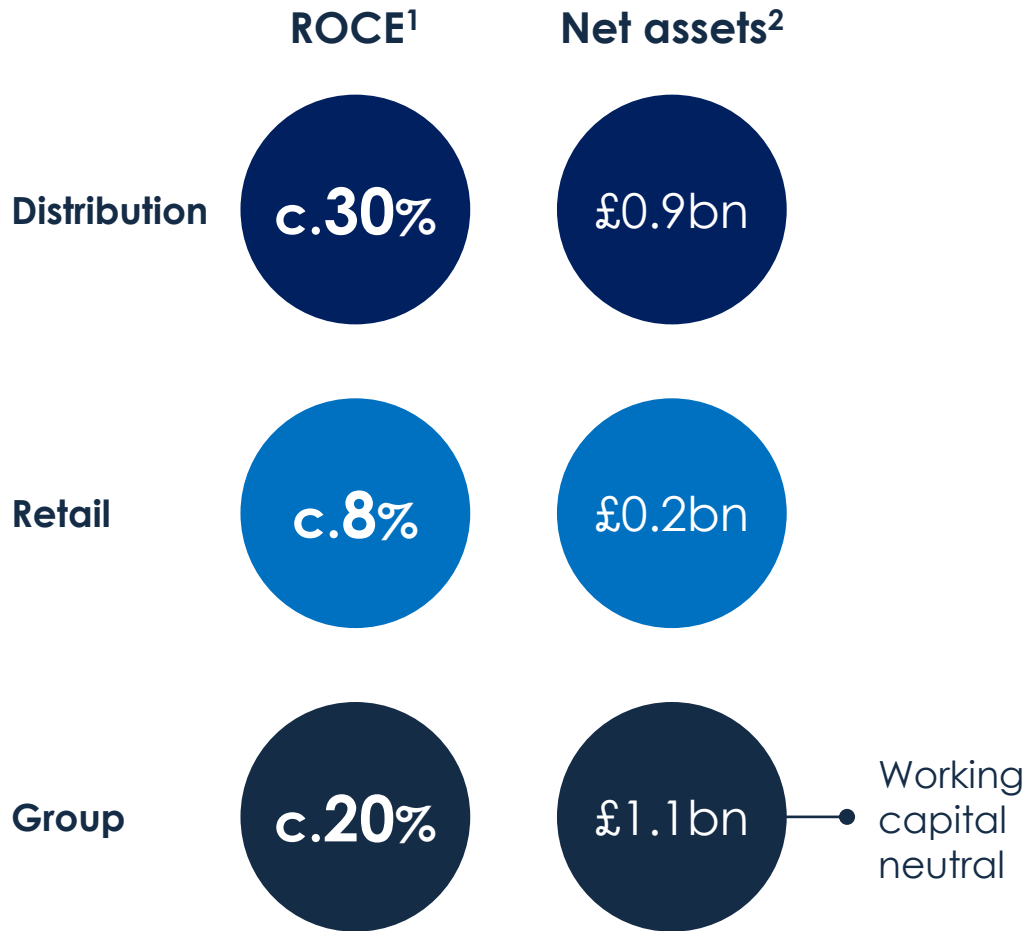 ROCE¹ Net assets²
Distribution c.30% £0.9bn
Retail c.8% £0.2bn
Group c.20% £1.1bn
Working
capital
neutral